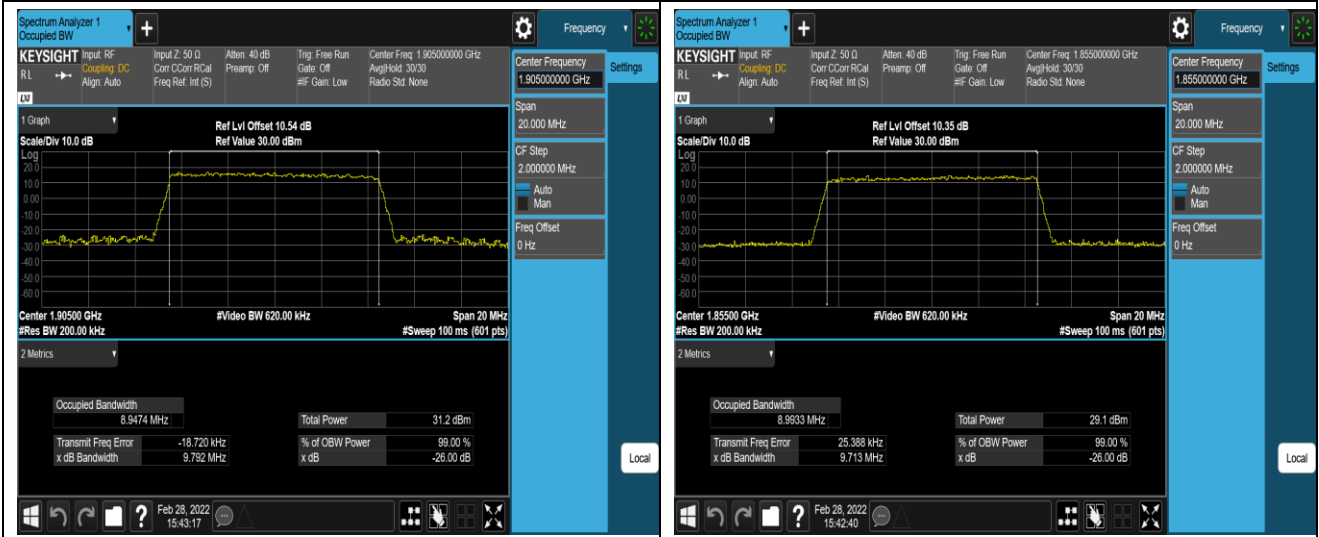 Spectrum Analyzer 1
Occupied BW
+
Frequency
KEYSIGHT Input: RF Input Z: 50 Ω Atten: 40 dB Trig: Free Run Center Freq: 1.905000000 GHz
RL Coupling: DC Corr CCorr RCal Preamp: Off Gate: Off Avg|Hold: 30/30
Align: Auto Freq Ref: Int (S) #IF Gain: Low Radio Std: None
LXI
1 Graph
Ref Lvl Offset 10.54 dB
Scale/Div 10.0 dB Ref Value 30.00 dBm
Log
20.0
10.0
0.00
-10.0
-20.0
-30.0
-40.0
-50.0
-60.0
Center 1.90500 GHz #Video BW 620.00 kHz Span 20 MHz
#Res BW 200.00 kHz #Sweep 100 ms (601 pts)
2 Metrics
Occupied Bandwidth
8.9474 MHz Total Power 31.2 dBm
Transmit Freq Error -18.720 kHz % of OBW Power 99.00 %
x dB Bandwidth 9.792 MHz x dB -26.00 dB
Feb 28, 2022
15:43:17
?
Center Frequency
1.905000000 GHz
Settings
Span
20.000 MHz
CF Step
2.000000 MHz
Auto
Man
Freq Offset
0 Hz
Local
Spectrum Analyzer 1
Occupied BW
+
Frequency
KEYSIGHT Input: RF Input Z: 50 Ω Atten: 40 dB Trig: Free Run Center Freq: 1.855000000 GHz
RL Coupling: DC Corr CCorr RCal Preamp: Off Gate: Off Avg|Hold: 30/30
Align: Auto Freq Ref: Int (S) #IF Gain: Low Radio Std: None
LXI
1 Graph
Ref Lvl Offset 10.35 dB
Scale/Div 10.0 dB Ref Value 30.00 dBm
Log
20.0
10.0
0.00
-10.0
-20.0
-30.0
-40.0
-50.0
-60.0
Center 1.85500 GHz #Video BW 620.00 kHz Span 20 MHz
#Res BW 200.00 kHz #Sweep 100 ms (601 pts)
2 Metrics
Occupied Bandwidth
8.9933 MHz Total Power 29.1 dBm
Transmit Freq Error 25.388 kHz % of OBW Power 99.00 %
x dB Bandwidth 9.713 MHz x dB -26.00 dB
Feb 28, 2022
15:42:40
?
Center Frequency
1.855000000 GHz
Settings
Span
20.000 MHz
CF Step
2.000000 MHz
Auto
Man
Freq Offset
0 Hz
Local